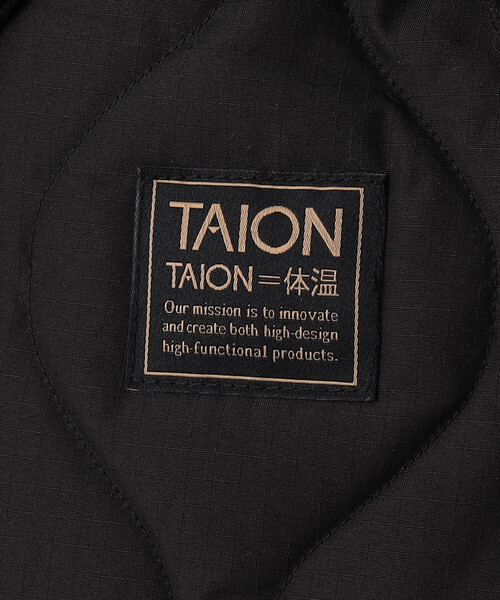 TAION
TAION=体温
Our mission is to innovate
and create both high-design
high-functional products.